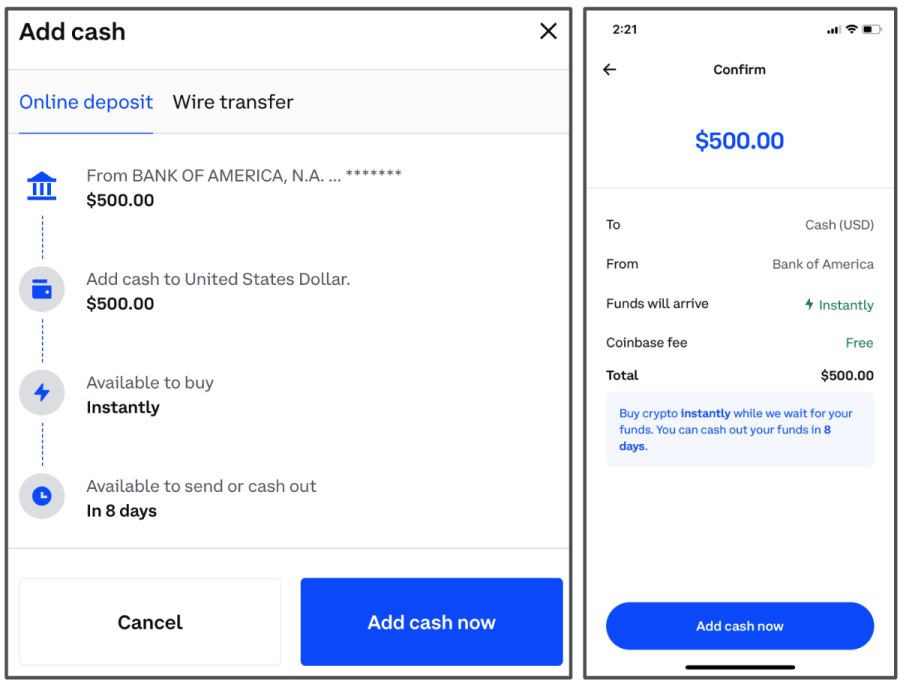 Add cash
Online deposit Wire transfer
From BANK OF AMERICA, N.A. ... *******
$500.00
Add cash to United States Dollar.
$500.00
Available to buy
Instantly
Available to send or cash out
In 8 days
Cancel
Add cash now
2:21
Confirm
$500.00
To Cash (USD)
From Bank of America
Funds will arrive Instantly
Coinbase fee Free
Total $500.00
Buy crypto instantly while we wait for your
funds. You can cash out your funds in 8
days.
Add cash now